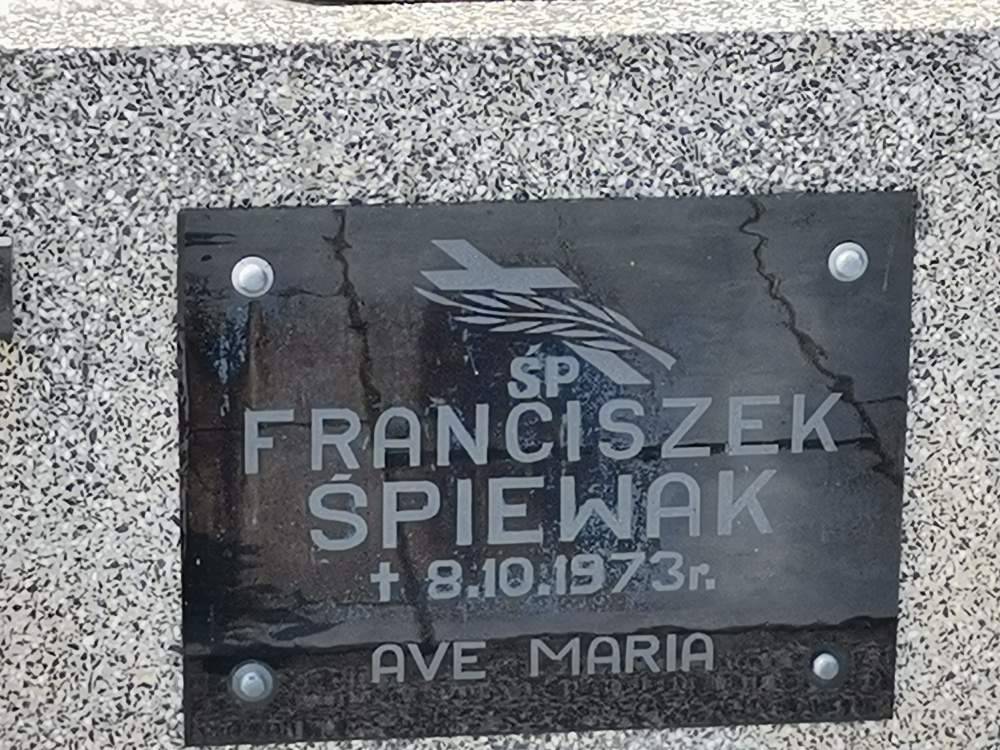 ŚP
FRANCISZEK
ŚPIEWAK
† 8.10.1973r.
AVE MARIA